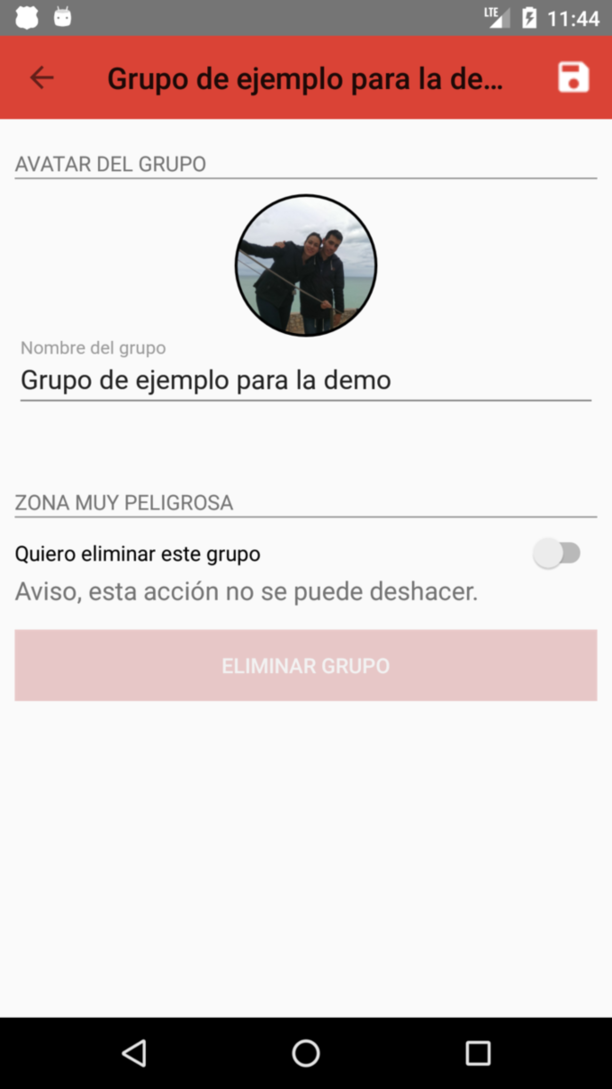 LTE 11:44
Grupo de ejemplo para la de...
AVATAR DEL GRUPO
Nombre del grupo
Grupo de ejemplo para la demo
ZONA MUY PELIGROSA
Quiero eliminar este grupo
Aviso, esta acción no se puede deshacer.
ELIMINAR GRUPO